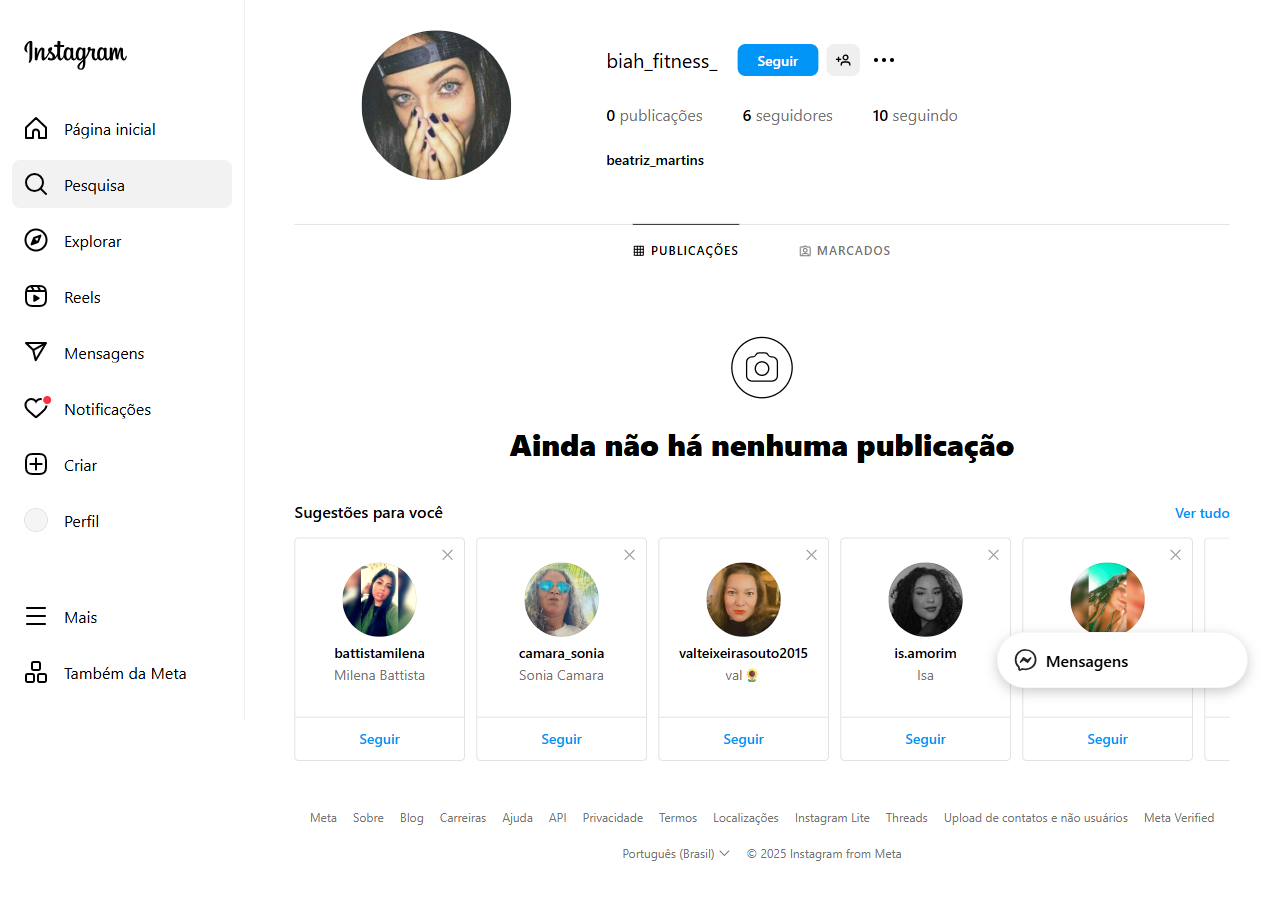 Instagram
Página inicial
Pesquisa
Explorar
Reels
Mensagens
Notificações
Criar
Perfil
Mais
Também da Meta
biah_fitness_ Seguir
0 publicações 6 seguidores 10 seguindo
beatriz_martins
PUBLICAÇÕES MARCADOS
Ainda não há nenhuma publicação
Sugestões para você Ver tudo
battistamilena
Milena Battista
Seguir
camara_sonia
Sonia Camara
Seguir
valteixeirasouto2015
val 🌻
Seguir
is.amorim
Isa
Seguir
Seguir
Mensagens
Meta Sobre Blog Carreiras Ajuda API Privacidade Termos Localizações Instagram Lite Threads Upload de contatos e não usuários Meta Verified
Português (Brasil) © 2025 Instagram from Meta